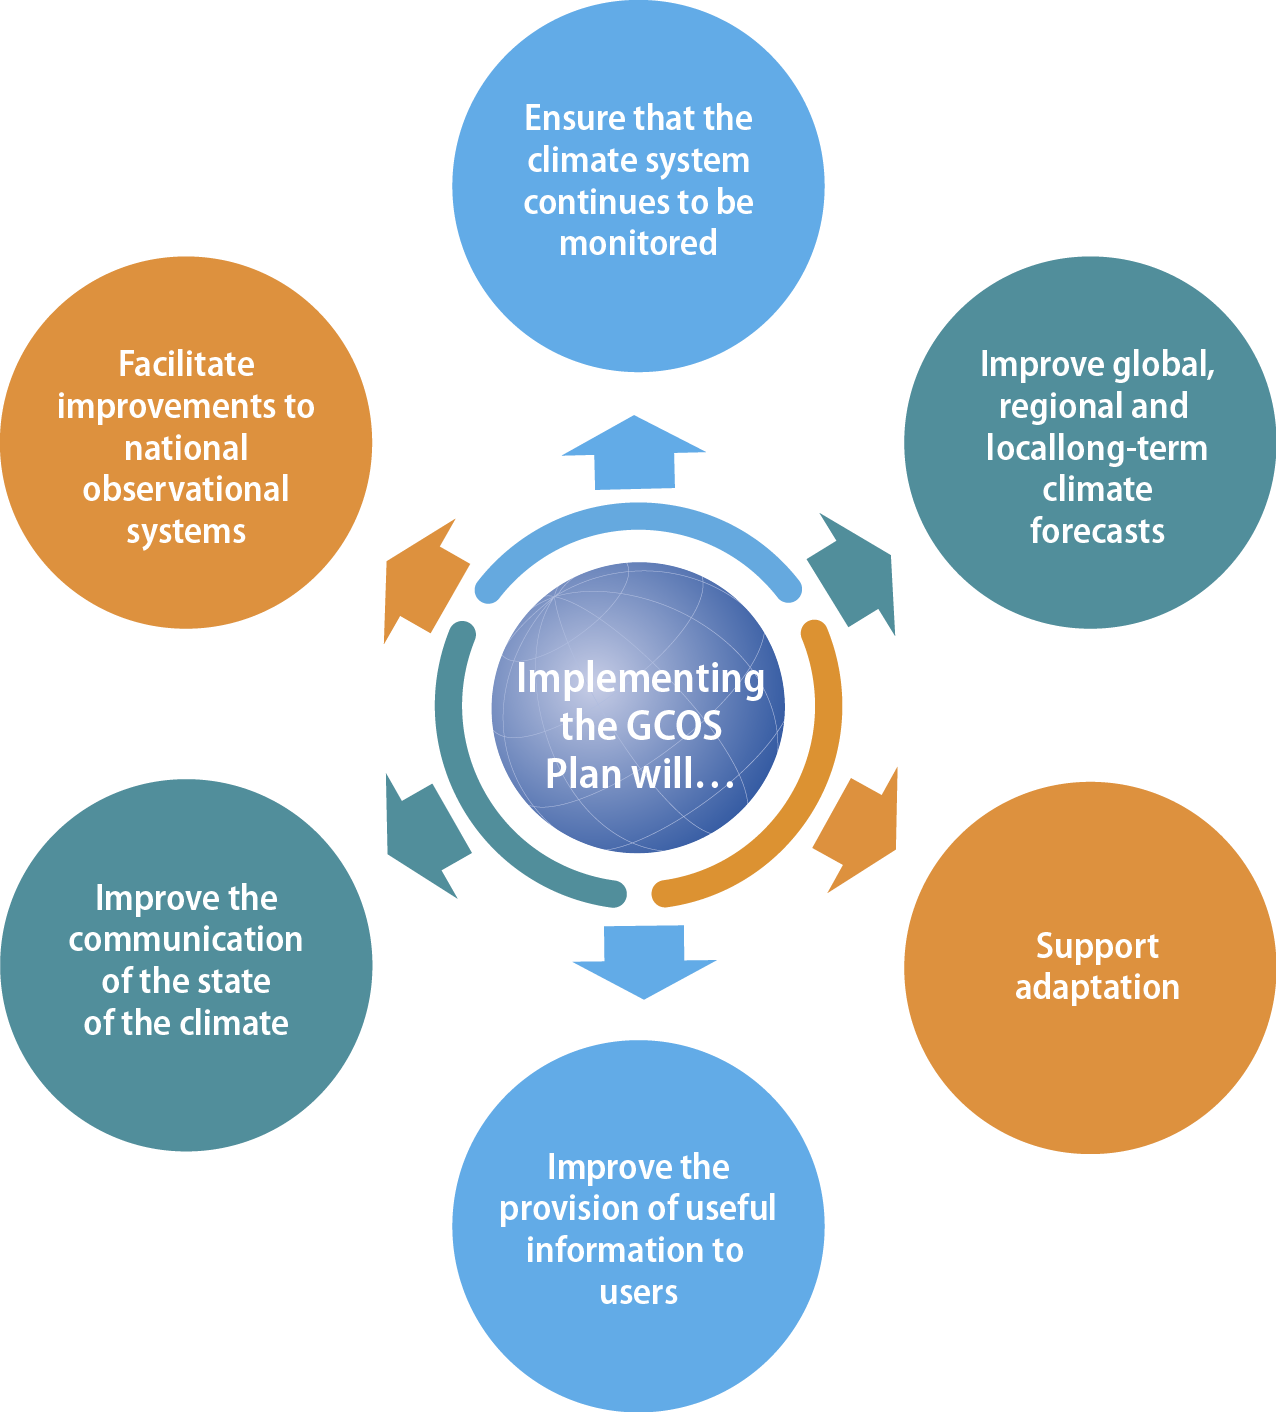 Ensure that the
climate system
continues to be
monitored
Improve global,
regional and
locallong-term
climate
forecasts
Support
adaptation
Improve the
provision of useful
information to
users
Improve the
communication
of the state
of the climate
Facilitate
improvements to
national
observational
systems
Implementing
the GCOS
Plan will…